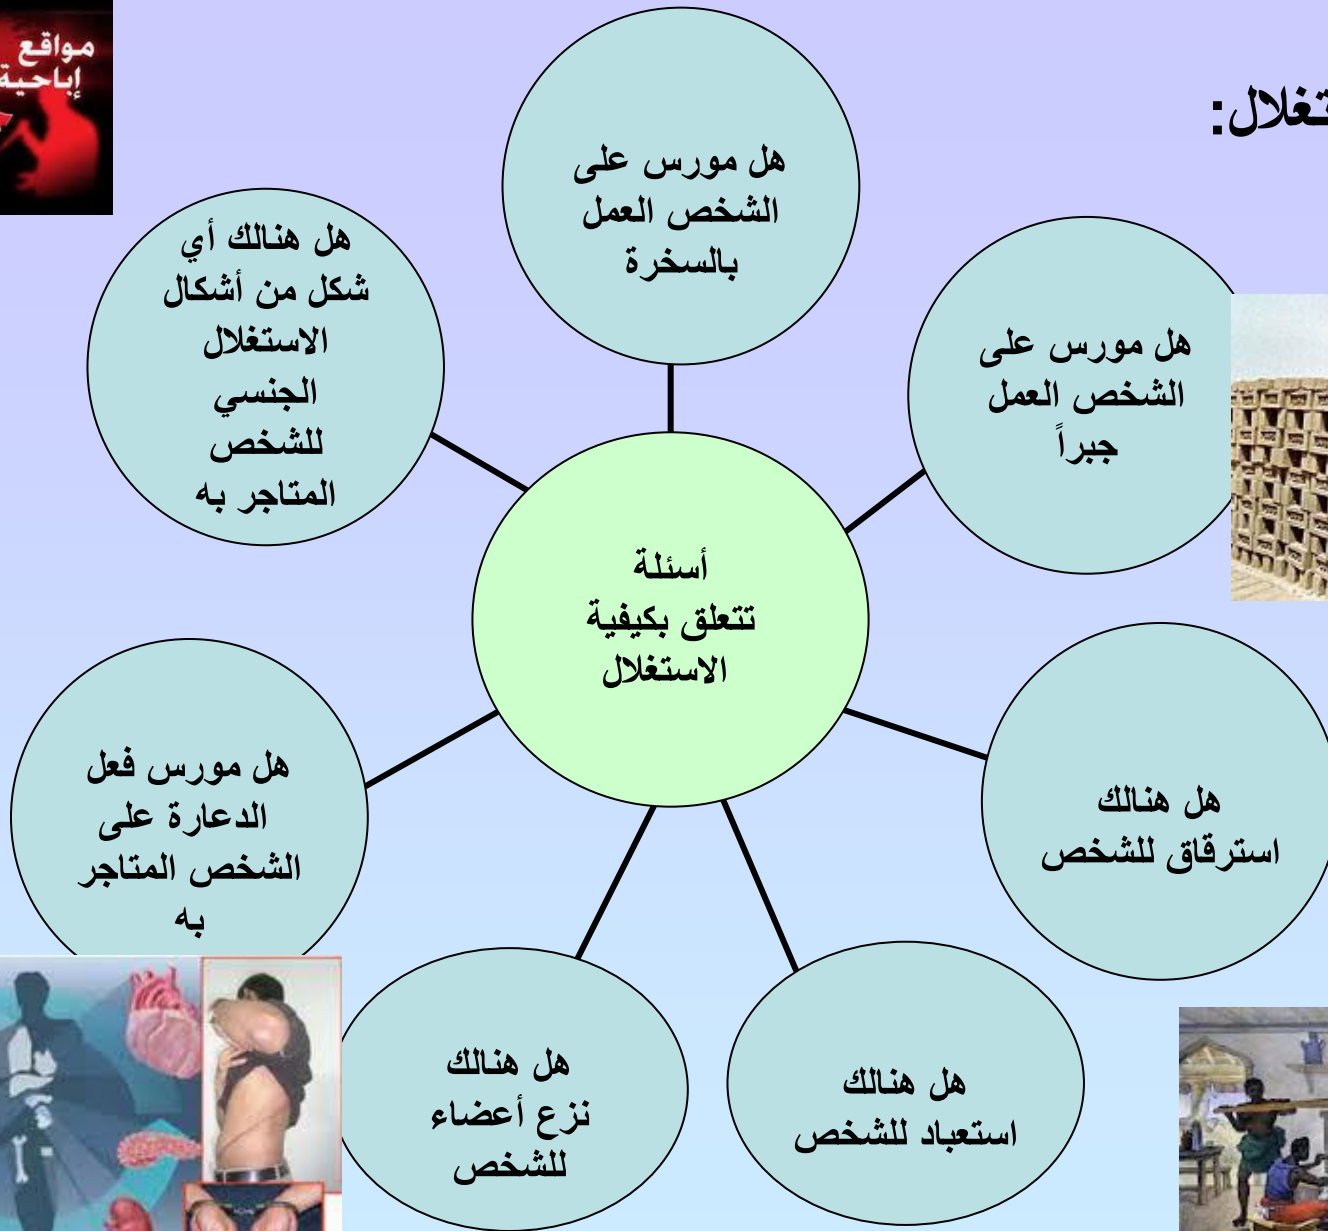 مواقع
إباحية
تغلال:
هل مورس على
الشخص العمل
بالسخرة
هل مورس على
الشخص العمل
جبراً
هل هنالك
استرقاق للشخص
هل هنالك
استعباد للشخص
هل هنالك
نزع أعضاء
للشخص
هل مورس فعل
الدعارة على
الشخص المتاجر
به
هل هنالك أي
شكل من أشكال
الاستغلال
الجنسي
للشخص
المتاجر به
أسئلة
تتعلق بكيفية
الاستغلال